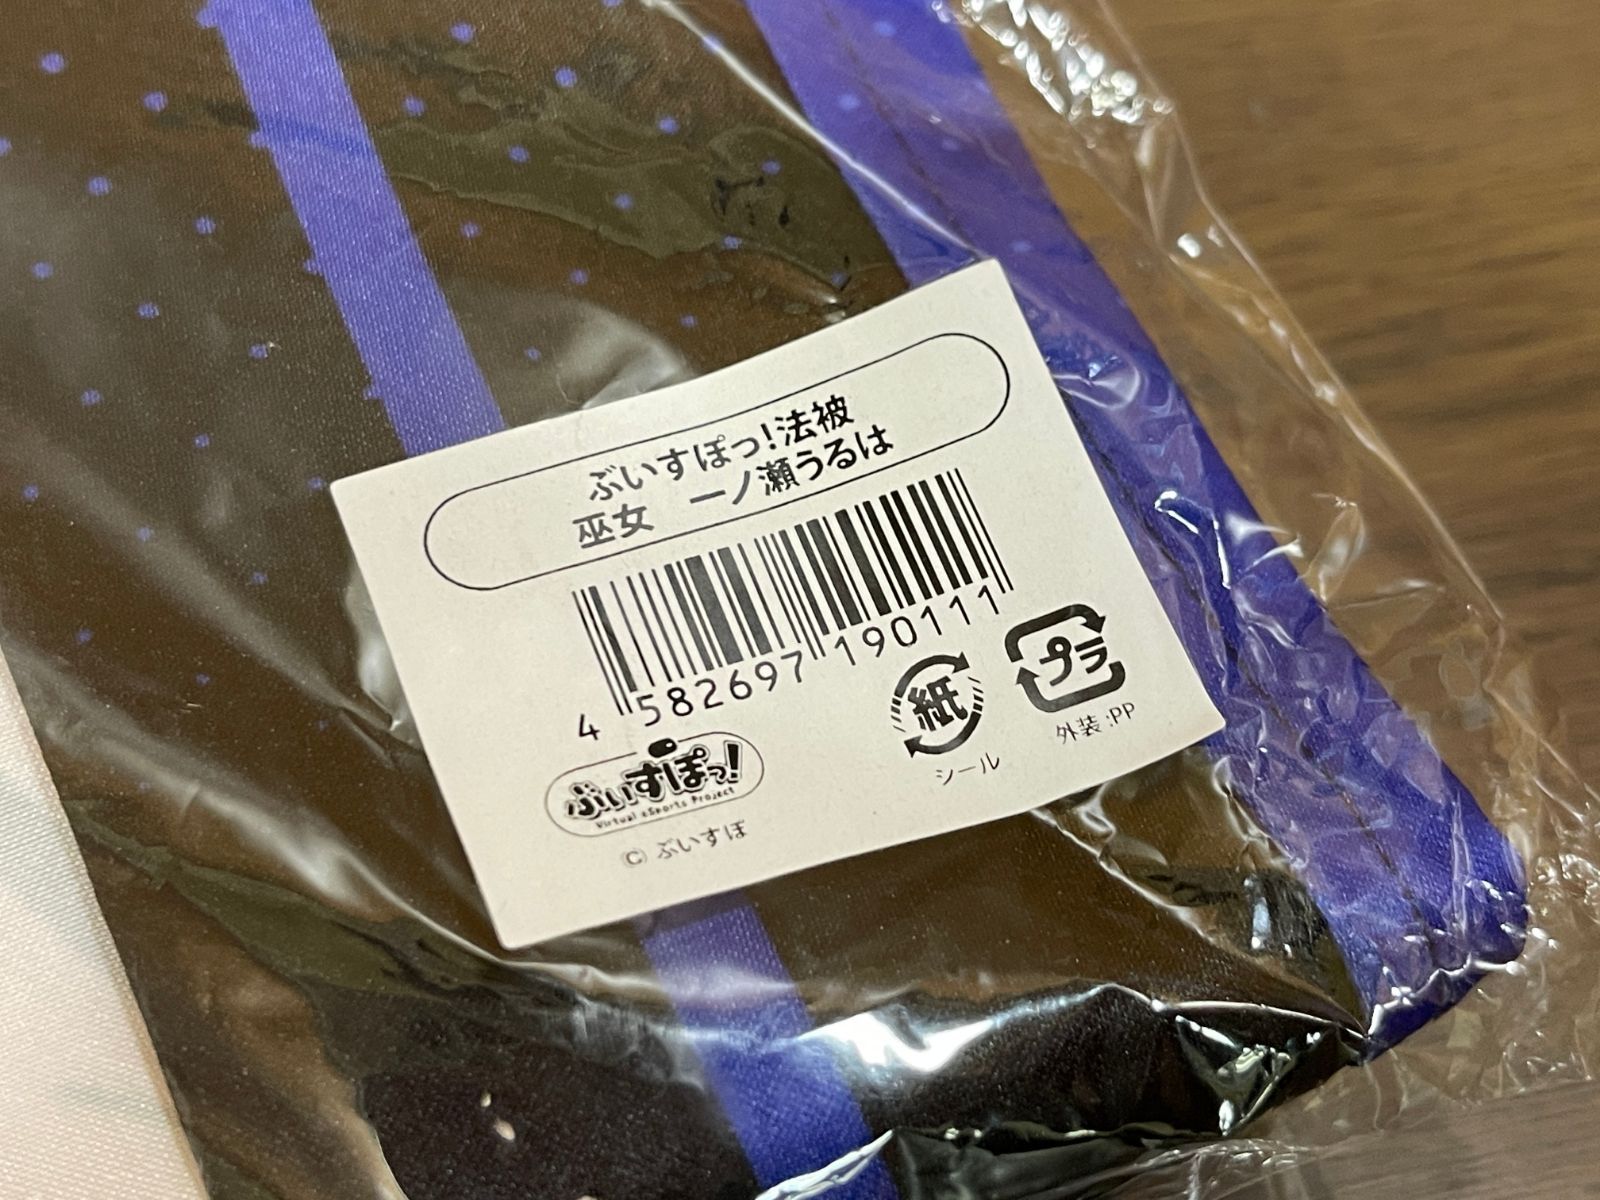 ぶいすぽっ!法被
巫女　一ノ瀬うるは
4 582697 190111
紙
シール
プラ
外装:PP
ぶいすぽっ!
Virtual eSports Project
© ぶいすぽ